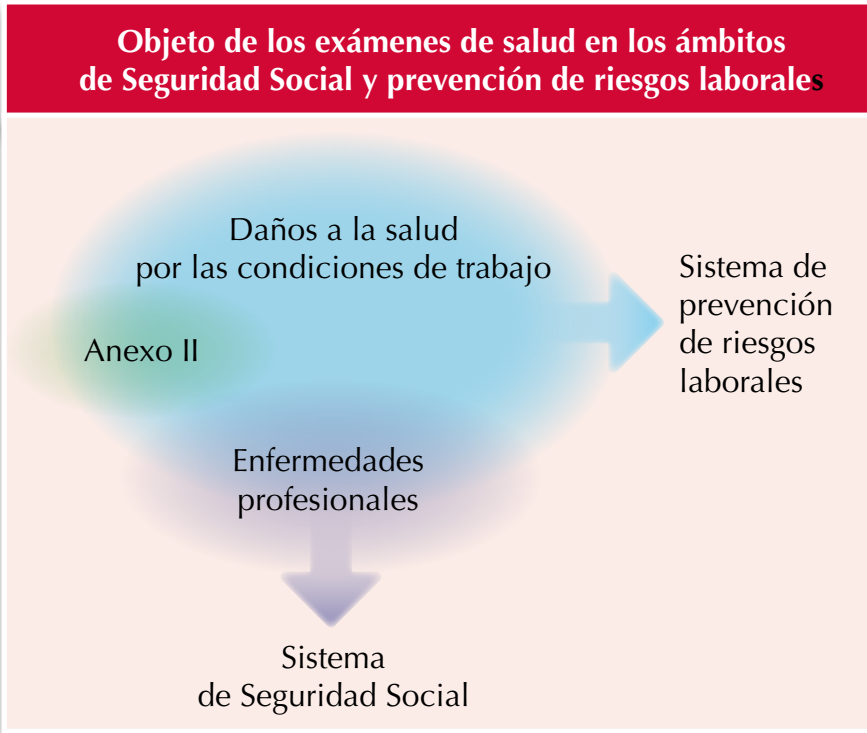 Objeto de los exámenes de salud en los ámbitos
de Seguridad Social y prevención de riesgos laborales
Daños a la salud
por las condiciones de trabajo
Sistema de
prevención
de riesgos
laborales
Anexo II
Enfermedades
profesionales
Sistema
de Seguridad Social